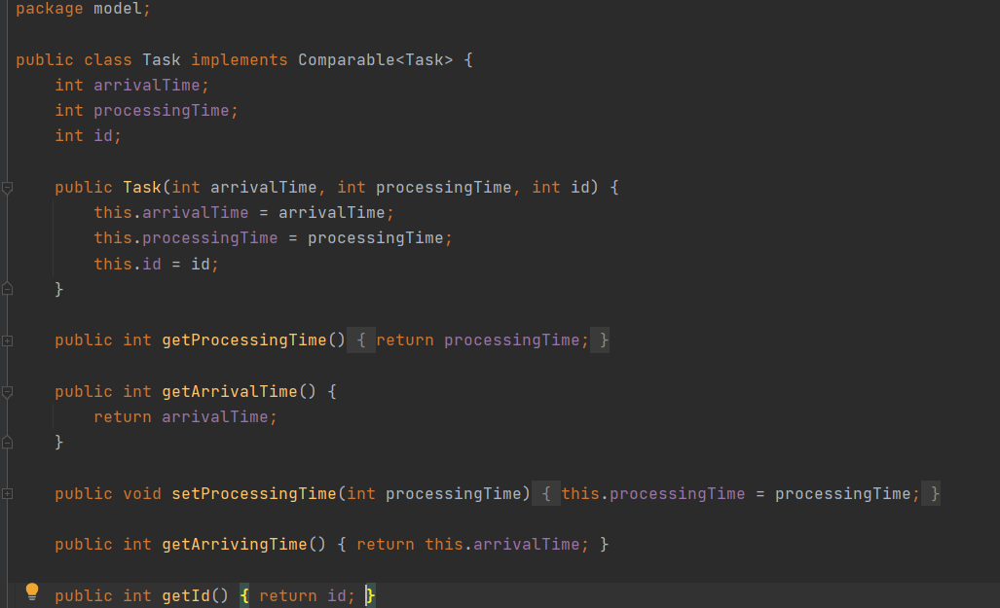 package model;
public class Task implements Comparable<Task> {
    int arrivalTime;
    int processingTime;
    int id;
    public Task(int arrivalTime, int processingTime, int id) {
        this.arrivalTime = arrivalTime;
        this.processingTime = processingTime;
        this.id = id;
    }
    public int getProcessingTime() { return processingTime; }
    public int getArrivalTime() {
        return arrivalTime;
    }
    public void setProcessingTime(int processingTime) { this.processingTime = processingTime; }
    public int getArrivingTime() { return this.arrivalTime; }
    public int getId() { return id; }